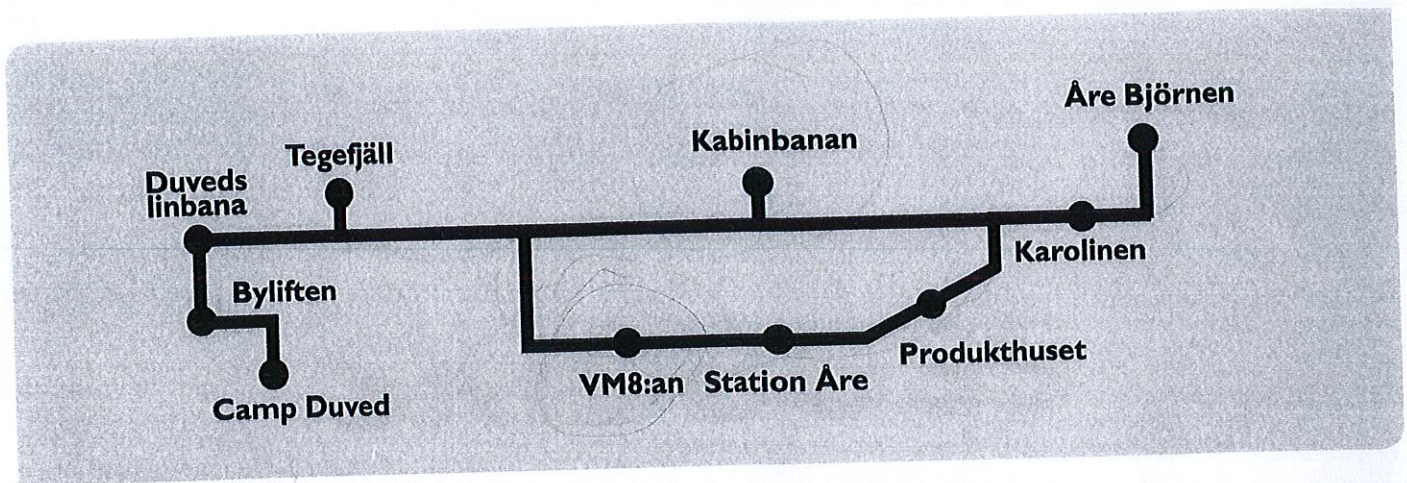 Åre Björnen
Kabinbanan
Tegefjäll
Duveds
linbana
Karolinen
Byliften
Produkthuset
VM8:an
Station Åre
Camp Duved